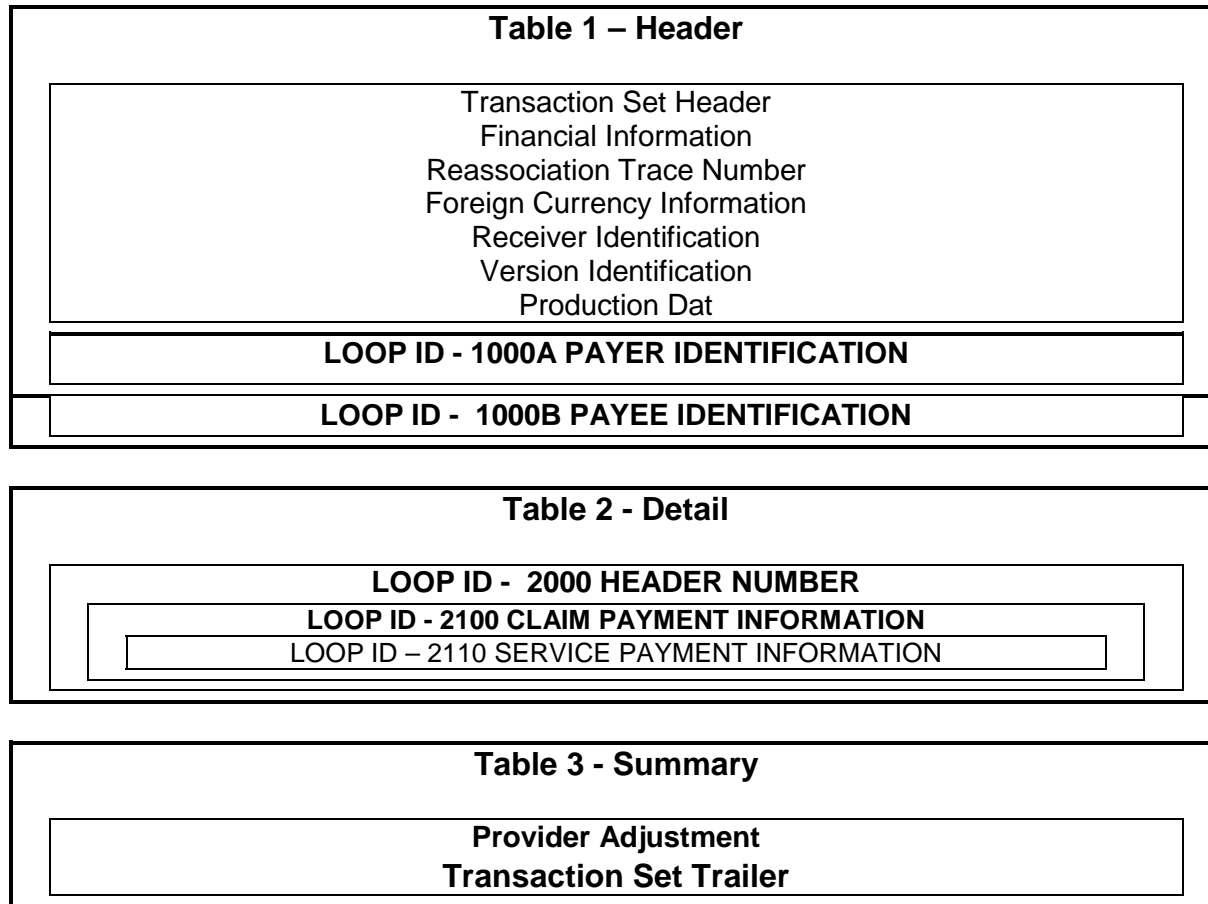 Table 1 – Header
Transaction Set Header
Financial Information
Reassociation Trace Number
Foreign Currency Information
Receiver Identification
Version Identification
Production Dat
LOOP ID - 1000A PAYER IDENTIFICATION
LOOP ID -  1000B PAYEE IDENTIFICATION
Table 2 - Detail
LOOP ID -  2000 HEADER NUMBER
LOOP ID - 2100 CLAIM PAYMENT INFORMATION
LOOP ID – 2110 SERVICE PAYMENT INFORMATION
Table 3 - Summary
Provider Adjustment
Transaction Set Trailer